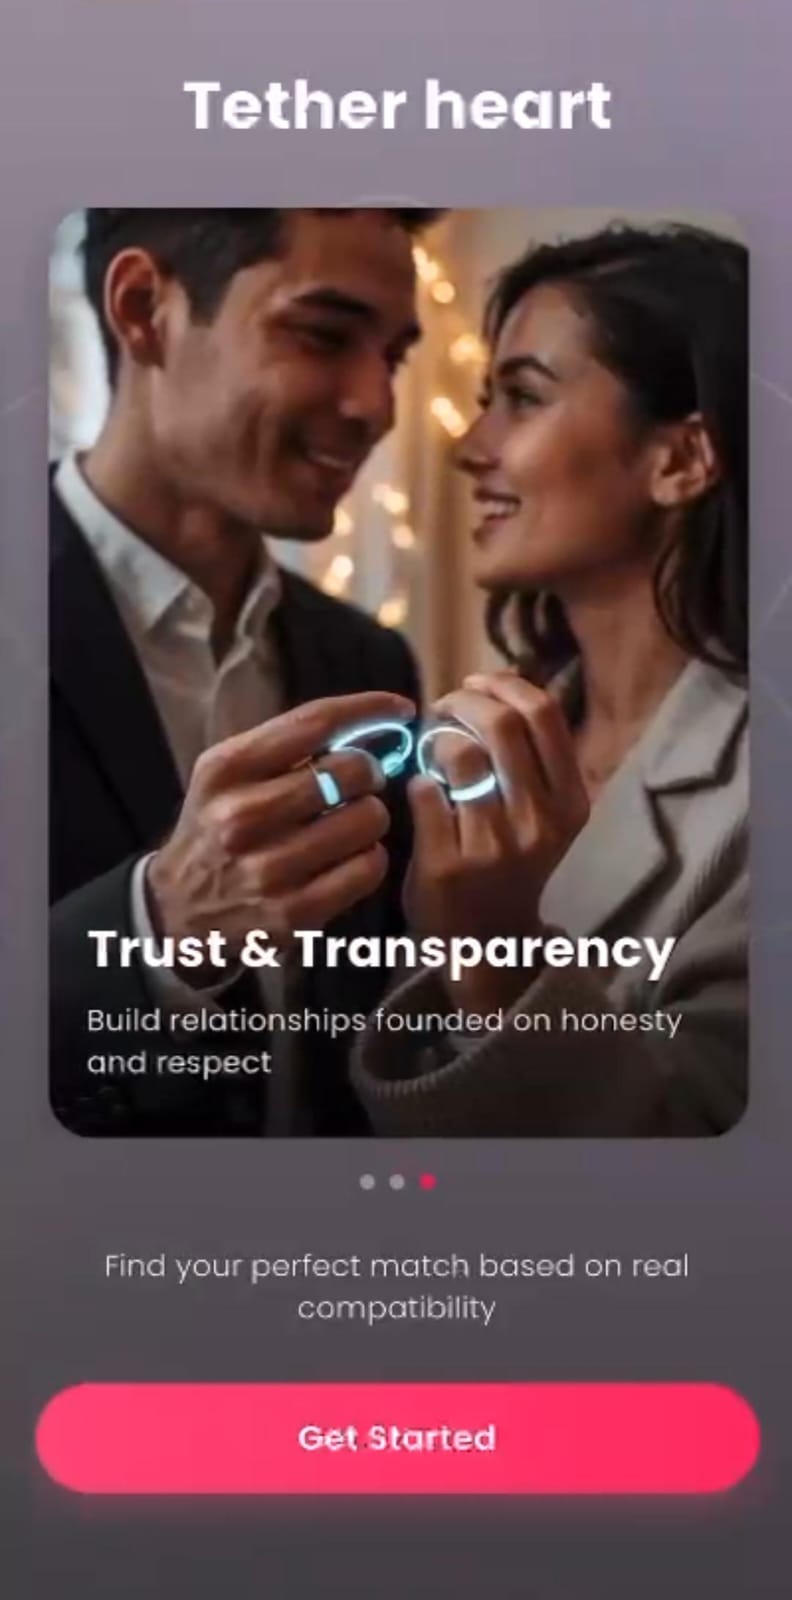 Tether heart
Trust & Transparency
Build relationships founded on honesty
and respect
Find your perfect match based on real
compatibility
Get Started